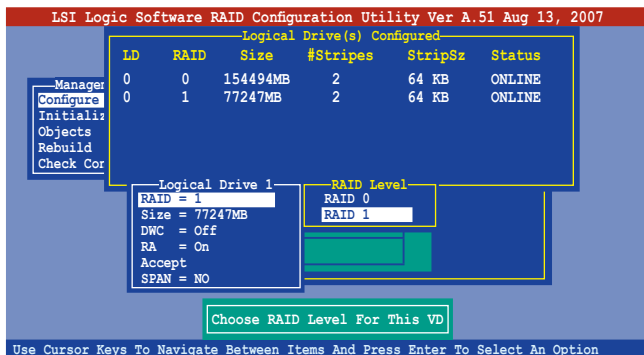 LSI Logic Software RAID Configuration Utility Ver A.51 Aug 13, 2007
Logical Drive(s) Configured
LD RAID Size #Stripes StripSz Status
0 0 154494MB 2 64 KB ONLINE
0 1 77247MB 2 64 KB ONLINE
Managem
Configure
Initializ
Objects
Rebuild
Check Con
Logical Drive 1
RAID = 1
Size = 77247MB
DWC = Off
RA = On
Accept
SPAN = NO
RAID Level
RAID 0
RAID 1
Choose RAID Level For This VD
Use Cursor Keys To Navigate Between Items And Press Enter To Select An Option